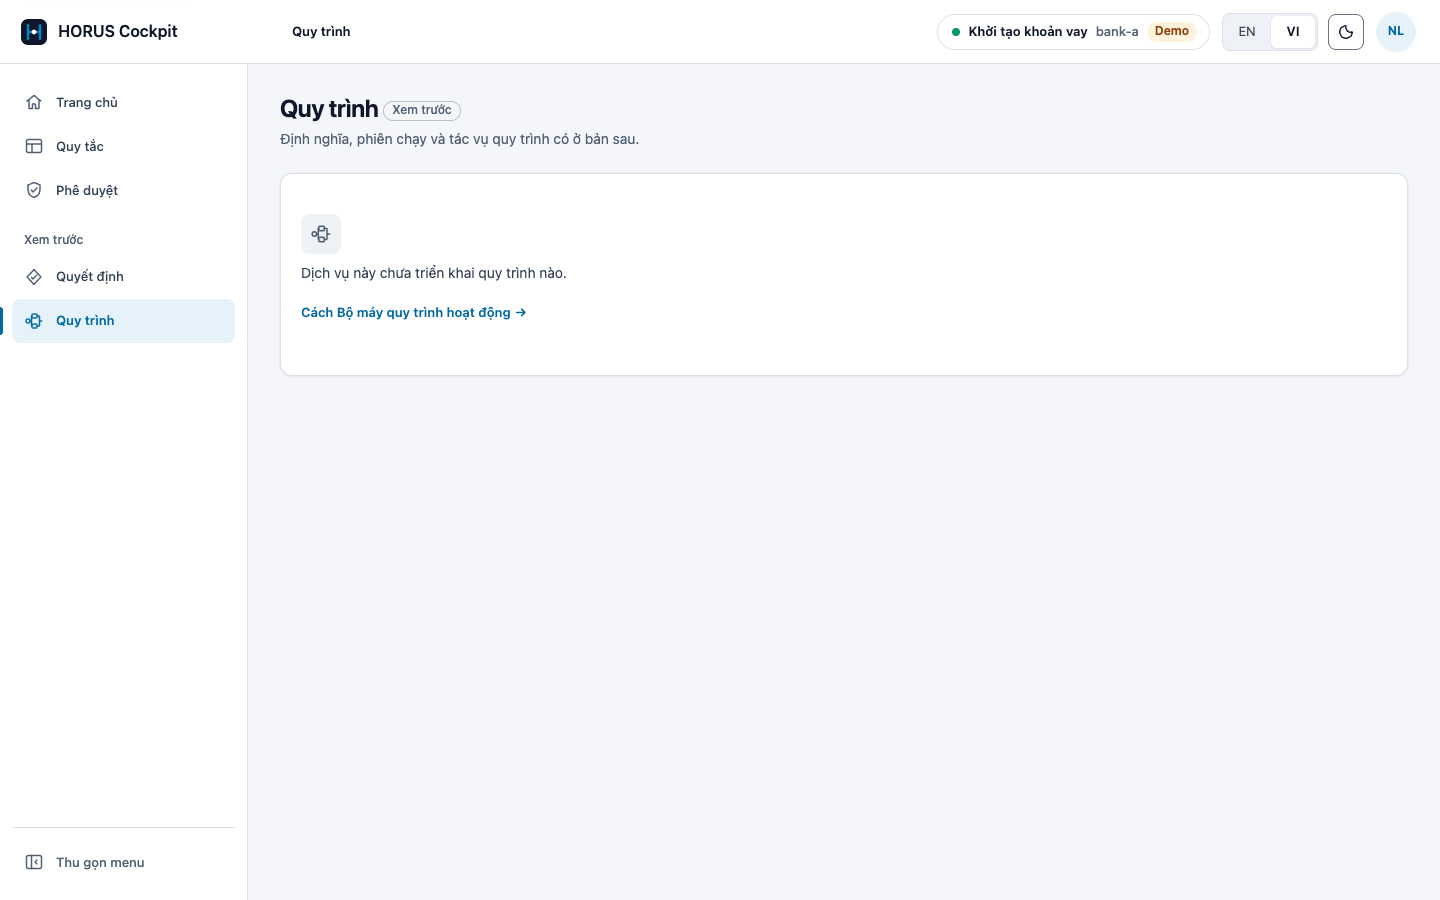 HORUS Cockpit
Quy trình
Khởi tạo khoản vay bank-a Demo
EN VI
NL
Trang chủ
Quy tắc
Phê duyệt
Xem trước
Quyết định
Quy trình
Thu gọn menu
Quy trình Xem trước
Định nghĩa, phiên chạy và tác vụ quy trình có ở bản sau.
Dịch vụ này chưa triển khai quy trình nào.
Cách Bộ máy quy trình hoạt động →